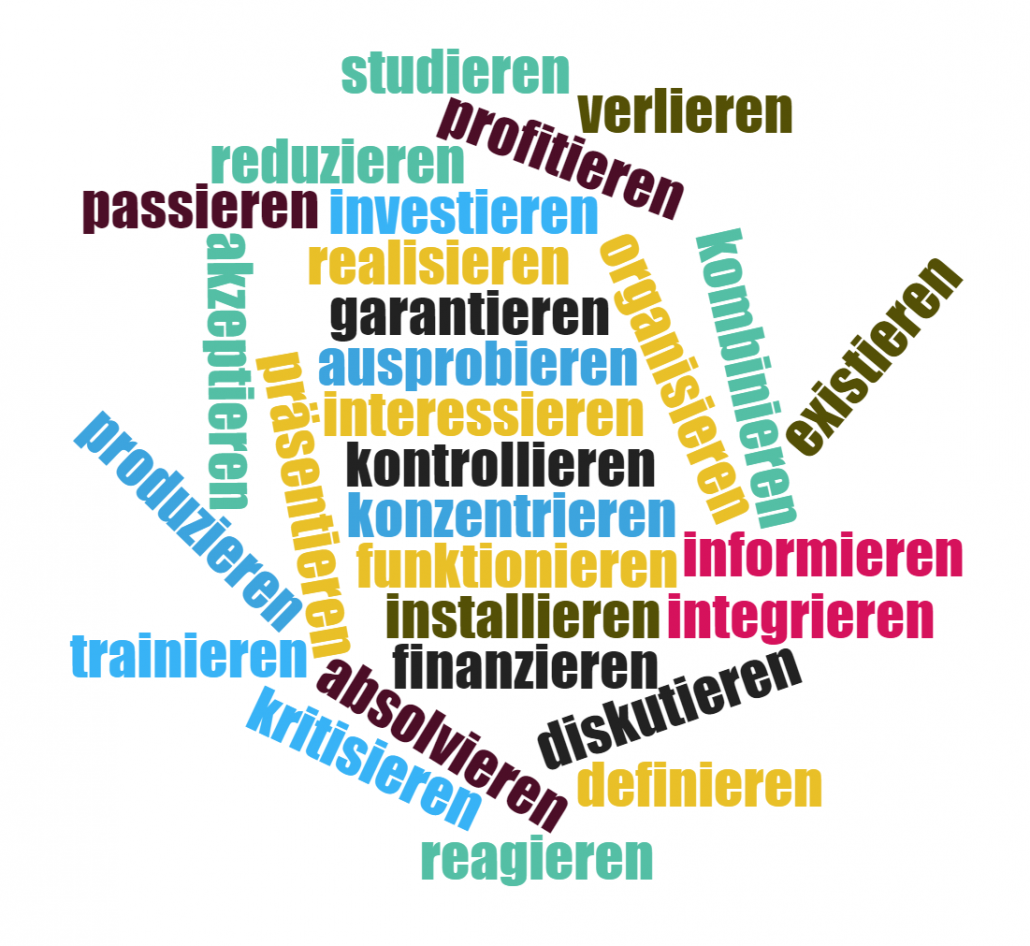 studieren
verlieren
profitieren
reduzieren
passieren
investieren
akzeptieren
realisieren
organisieren
kombinieren
existieren
garantieren
ausprobieren
präsentieren
interessieren
produzieren
kontrollieren
konzentrieren
funktionieren
informieren
installieren
integrieren
trainieren
finanzieren
absolvieren
diskutieren
kritisieren
definieren
reagieren